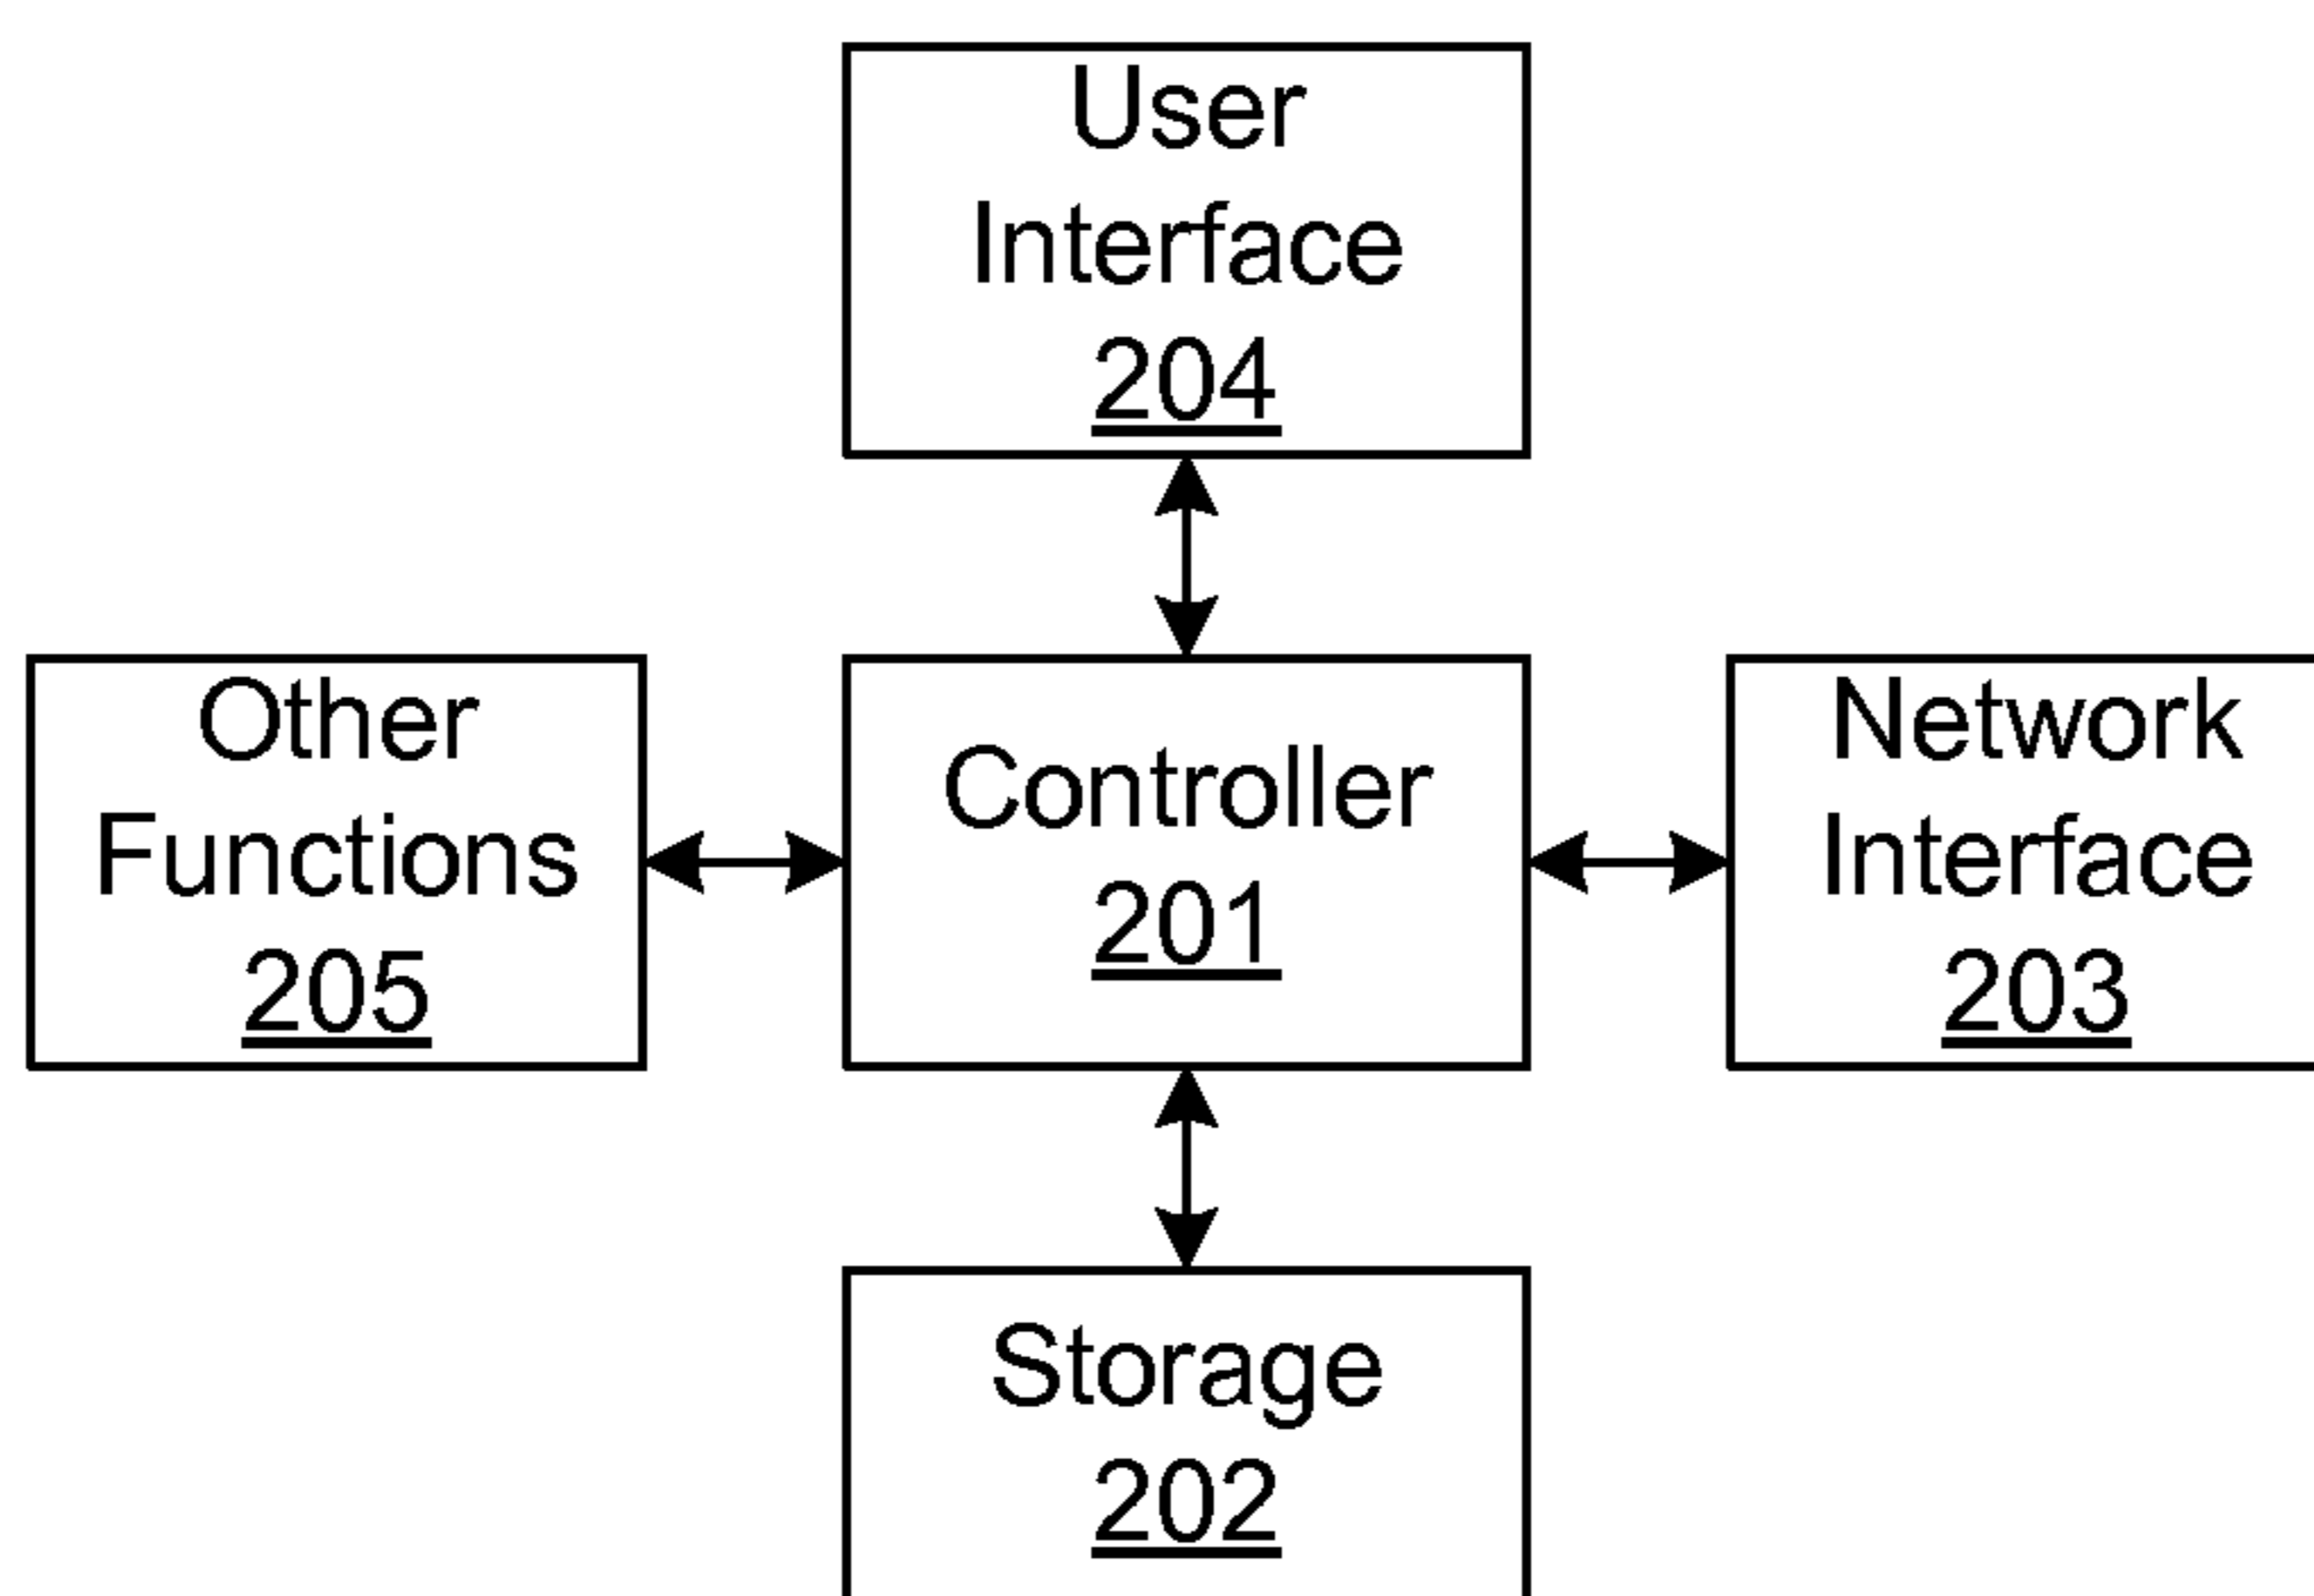 User
Interface
204
Other
Functions
205
Controller
201
Network
Interface
203
Storage
202